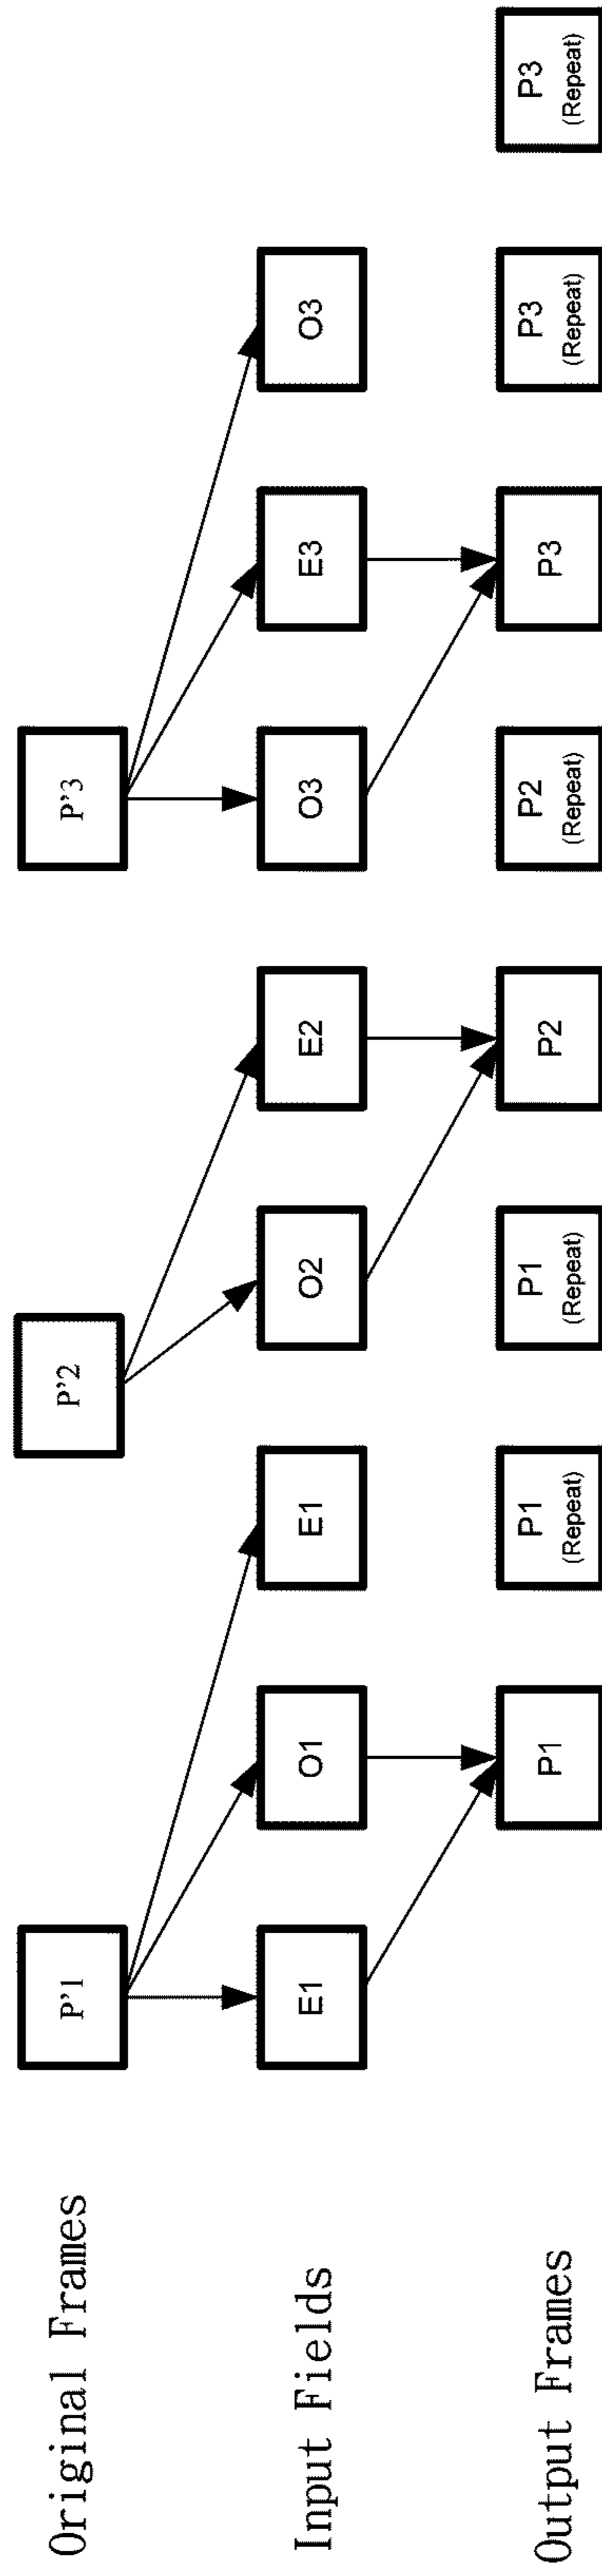 Original Frames
P'1
P'2
P'3
Input Fields
E1
O1
E1
O2
E2
O3
E3
O3
Output Frames
P1
P1
(Repeat)
P1
(Repeat)
P2
P2
(Repeat)
P3
P3
(Repeat)
P3
(Repeat)